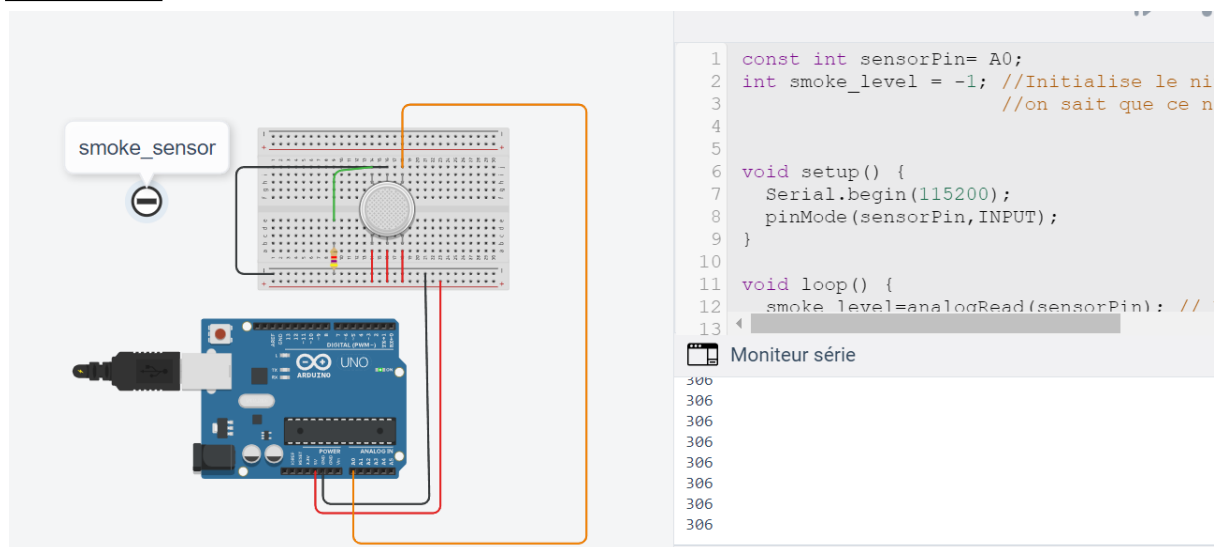 smoke_sensor
1 const int sensorPin= A0;
2 int smoke_level = -1; //Initialise le ni
3 //on sait que ce n
4
5
6 void setup() {
7 Serial.begin(115200);
8 pinMode(sensorPin,INPUT);
9 }
10
11 void loop() {
12 smoke_level=analogRead(sensorPin); //
13
Moniteur série
306
306
306
306
306
306
306
306
DIGITAL (PWM~)
UNO
ARDUINO
POWER
ANALOG IN